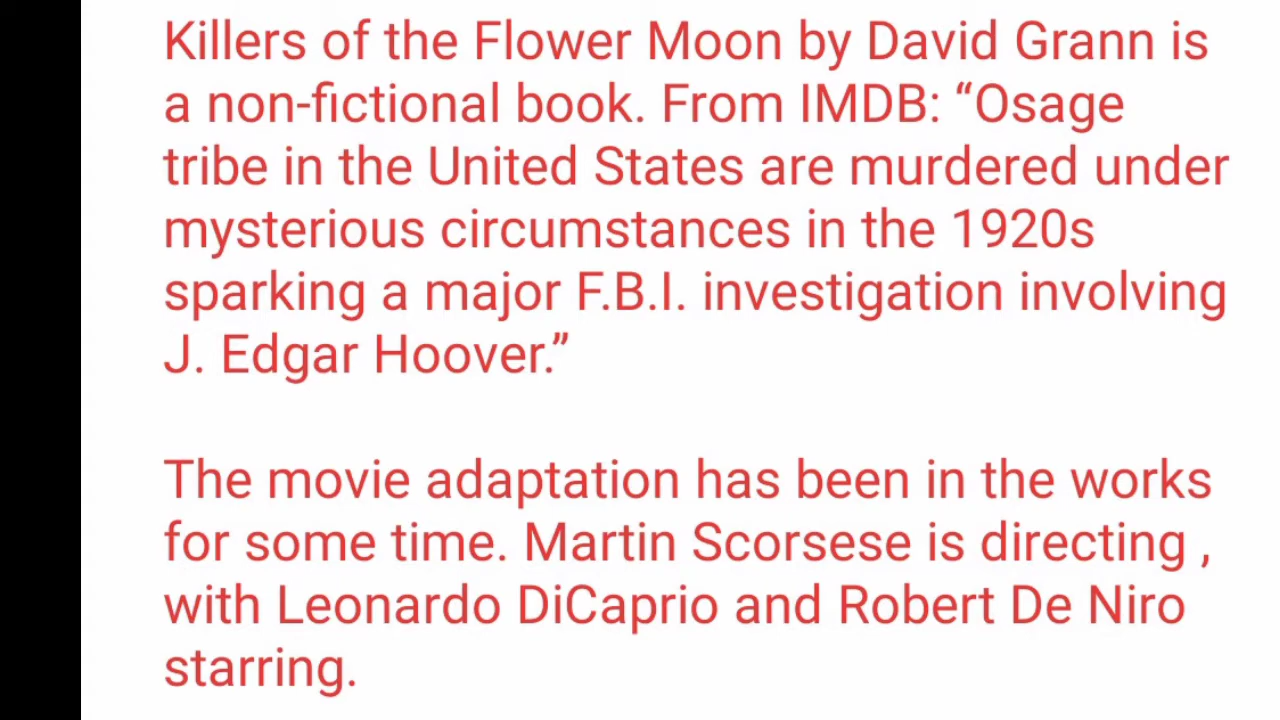 Killers of the Flower Moon by David Grann is
a non-fictional book. From IMDB: “Osage
tribe in the United States are murdered under
mysterious circumstances in the 1920s
sparking a major F.B.I. investigation involving
J. Edgar Hoover.”
The movie adaptation has been in the works
for some time. Martin Scorsese is directing ,
with Leonardo DiCaprio and Robert De Niro
starring.